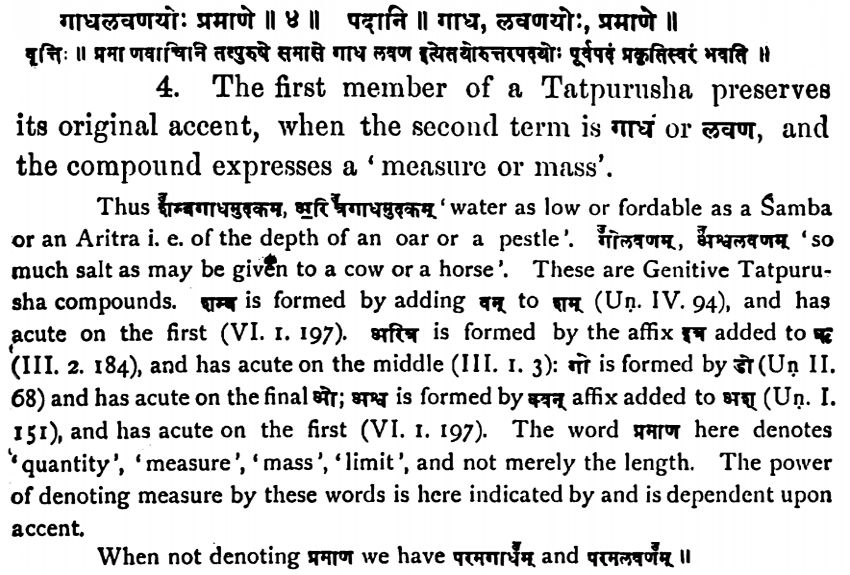 गाधलवणयोः प्रमाणे ॥ ४ ॥ पदानि ॥ गाध, लवणयोः, प्रमाणे ॥
वृत्तिः ॥ प्रमा णवाचिनि तत्पुरुषे समासे गाध लवण इत्येतयोरुत्तरपदयोः पूर्वपदं प्रकृतिस्वरं भवति ॥
4. The first member of a Tatpurusha preserves
its original accent, when the second term is गाधं or लवण, and
the compound expresses a ‘ measure or mass’.
Thus श꣫म्बगाधमुदकम्, अ॒रि꣫त्रगाधमुदकम् ‘ water as low or fordable as a Śamba
or an Aritra i. e. of the depth of an oar or a pestle’. गो꣫लवणम्, अ꣫श्वलवणम् ‘so
much salt as may be given to a cow or a horse’. These are Genitive Tatpuru-
sha compounds. शम्ब is formed by adding वन् to शम् (Uṇ. IV. 94), and has
acute on the first (VI. 1. 197). अरित्र is formed by the affix इत्र added to ऋ
(III. 2. 184), and has acute on the middle (III. 1. 3): गो is formed by डो (Uṇ II.
68) and has acute on the final ओ; अश्व is formed by क्वन् affix added to अश् (Uṇ. I.
151), and has acute on the first (VI. 1. 197). The word प्रमाण here denotes
‘quantity’, ‘measure’, ‘mass’, ‘limit’, and not merely the length. The power
of denoting measure by these words is here indicated by and is dependent upon
accent.
When not denoting प्रमाण we have परमगाध꣫म् and परमलवण꣫म् ॥